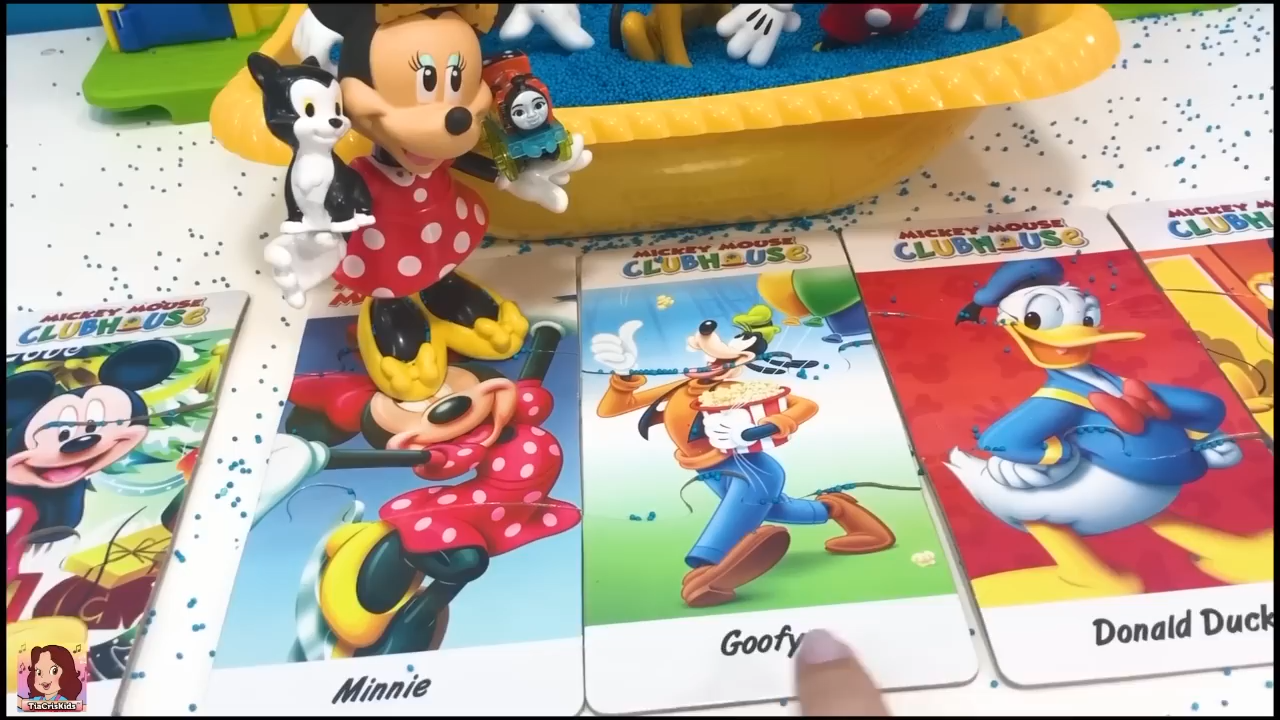 MICKEY MOUSE
CLUBHOUSE
MICKEY MOUSE
CLUBHOUSE
MICKEY MOUSE
CLUBHOUSE
MICKEY MOUSE
CLUBHOUSE
Minnie
Goofy
Donald Duck
TiaCrisKids